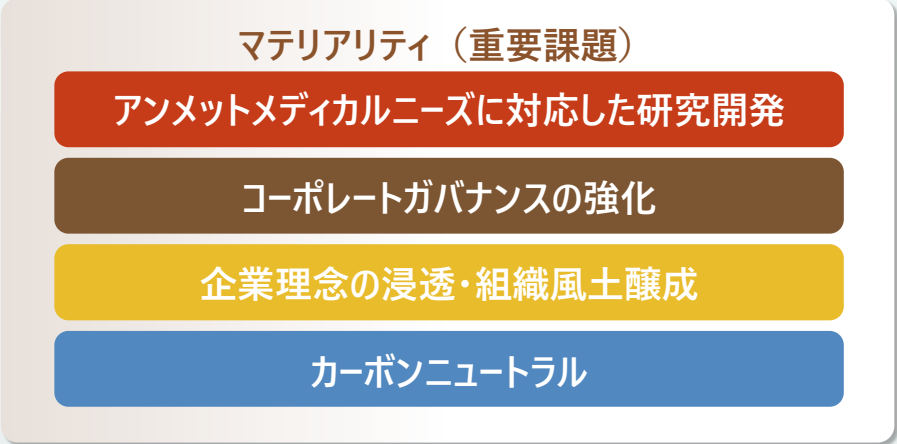 マテリアリティ（重要課題）
アンメットメディカルニーズに対応した研究開発
コーポレートガバナンスの強化
企業理念の浸透・組織風土醸成
カーボンニュートラル